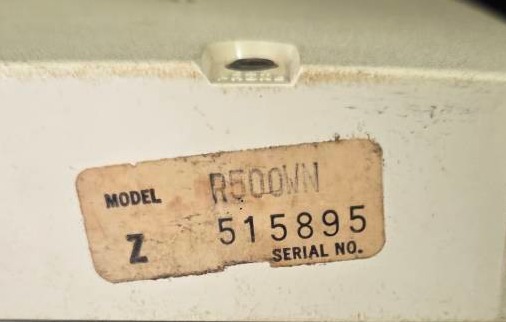 MODEL R500WN
Z 515895
SERIAL NO.